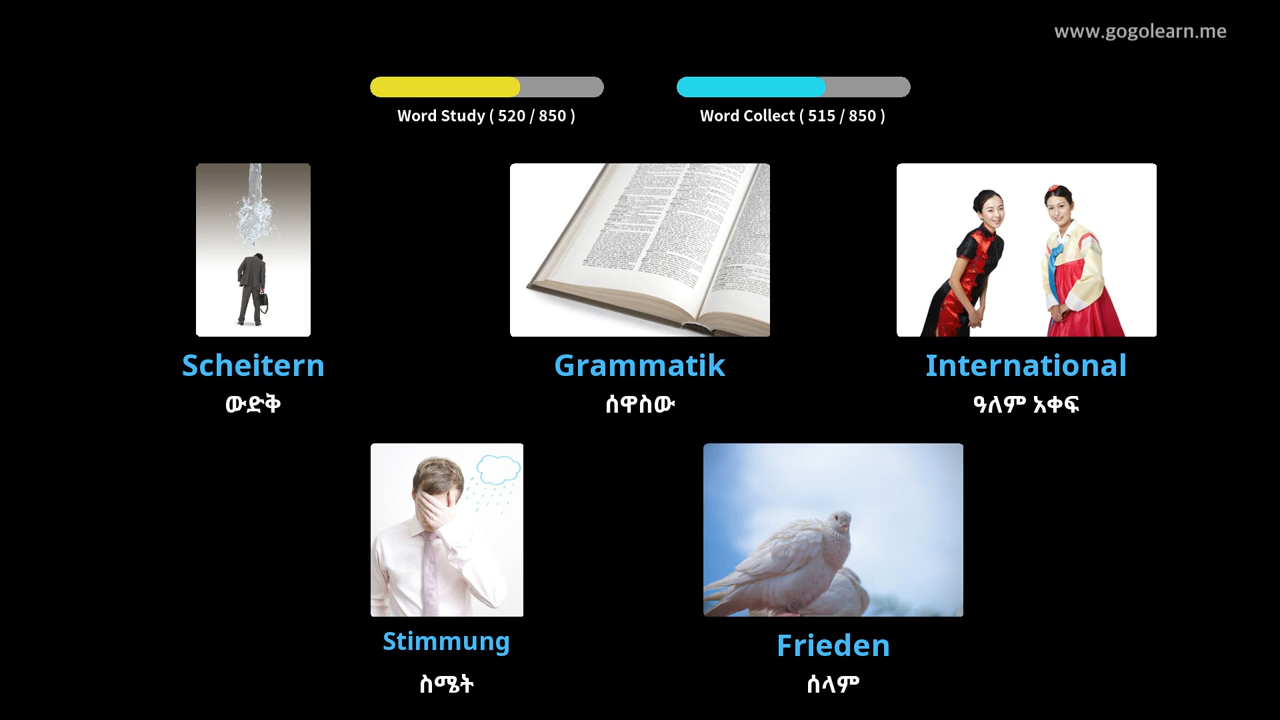 www.gogolearn.me
Word Study ( 520 / 850 )
Word Collect ( 515 / 850 )
Scheitern
ውድቅ
Grammatik
ሰዋስው
International
ዓለም አቀፍ
Stimmung
ስሜት
Frieden
ሰላም